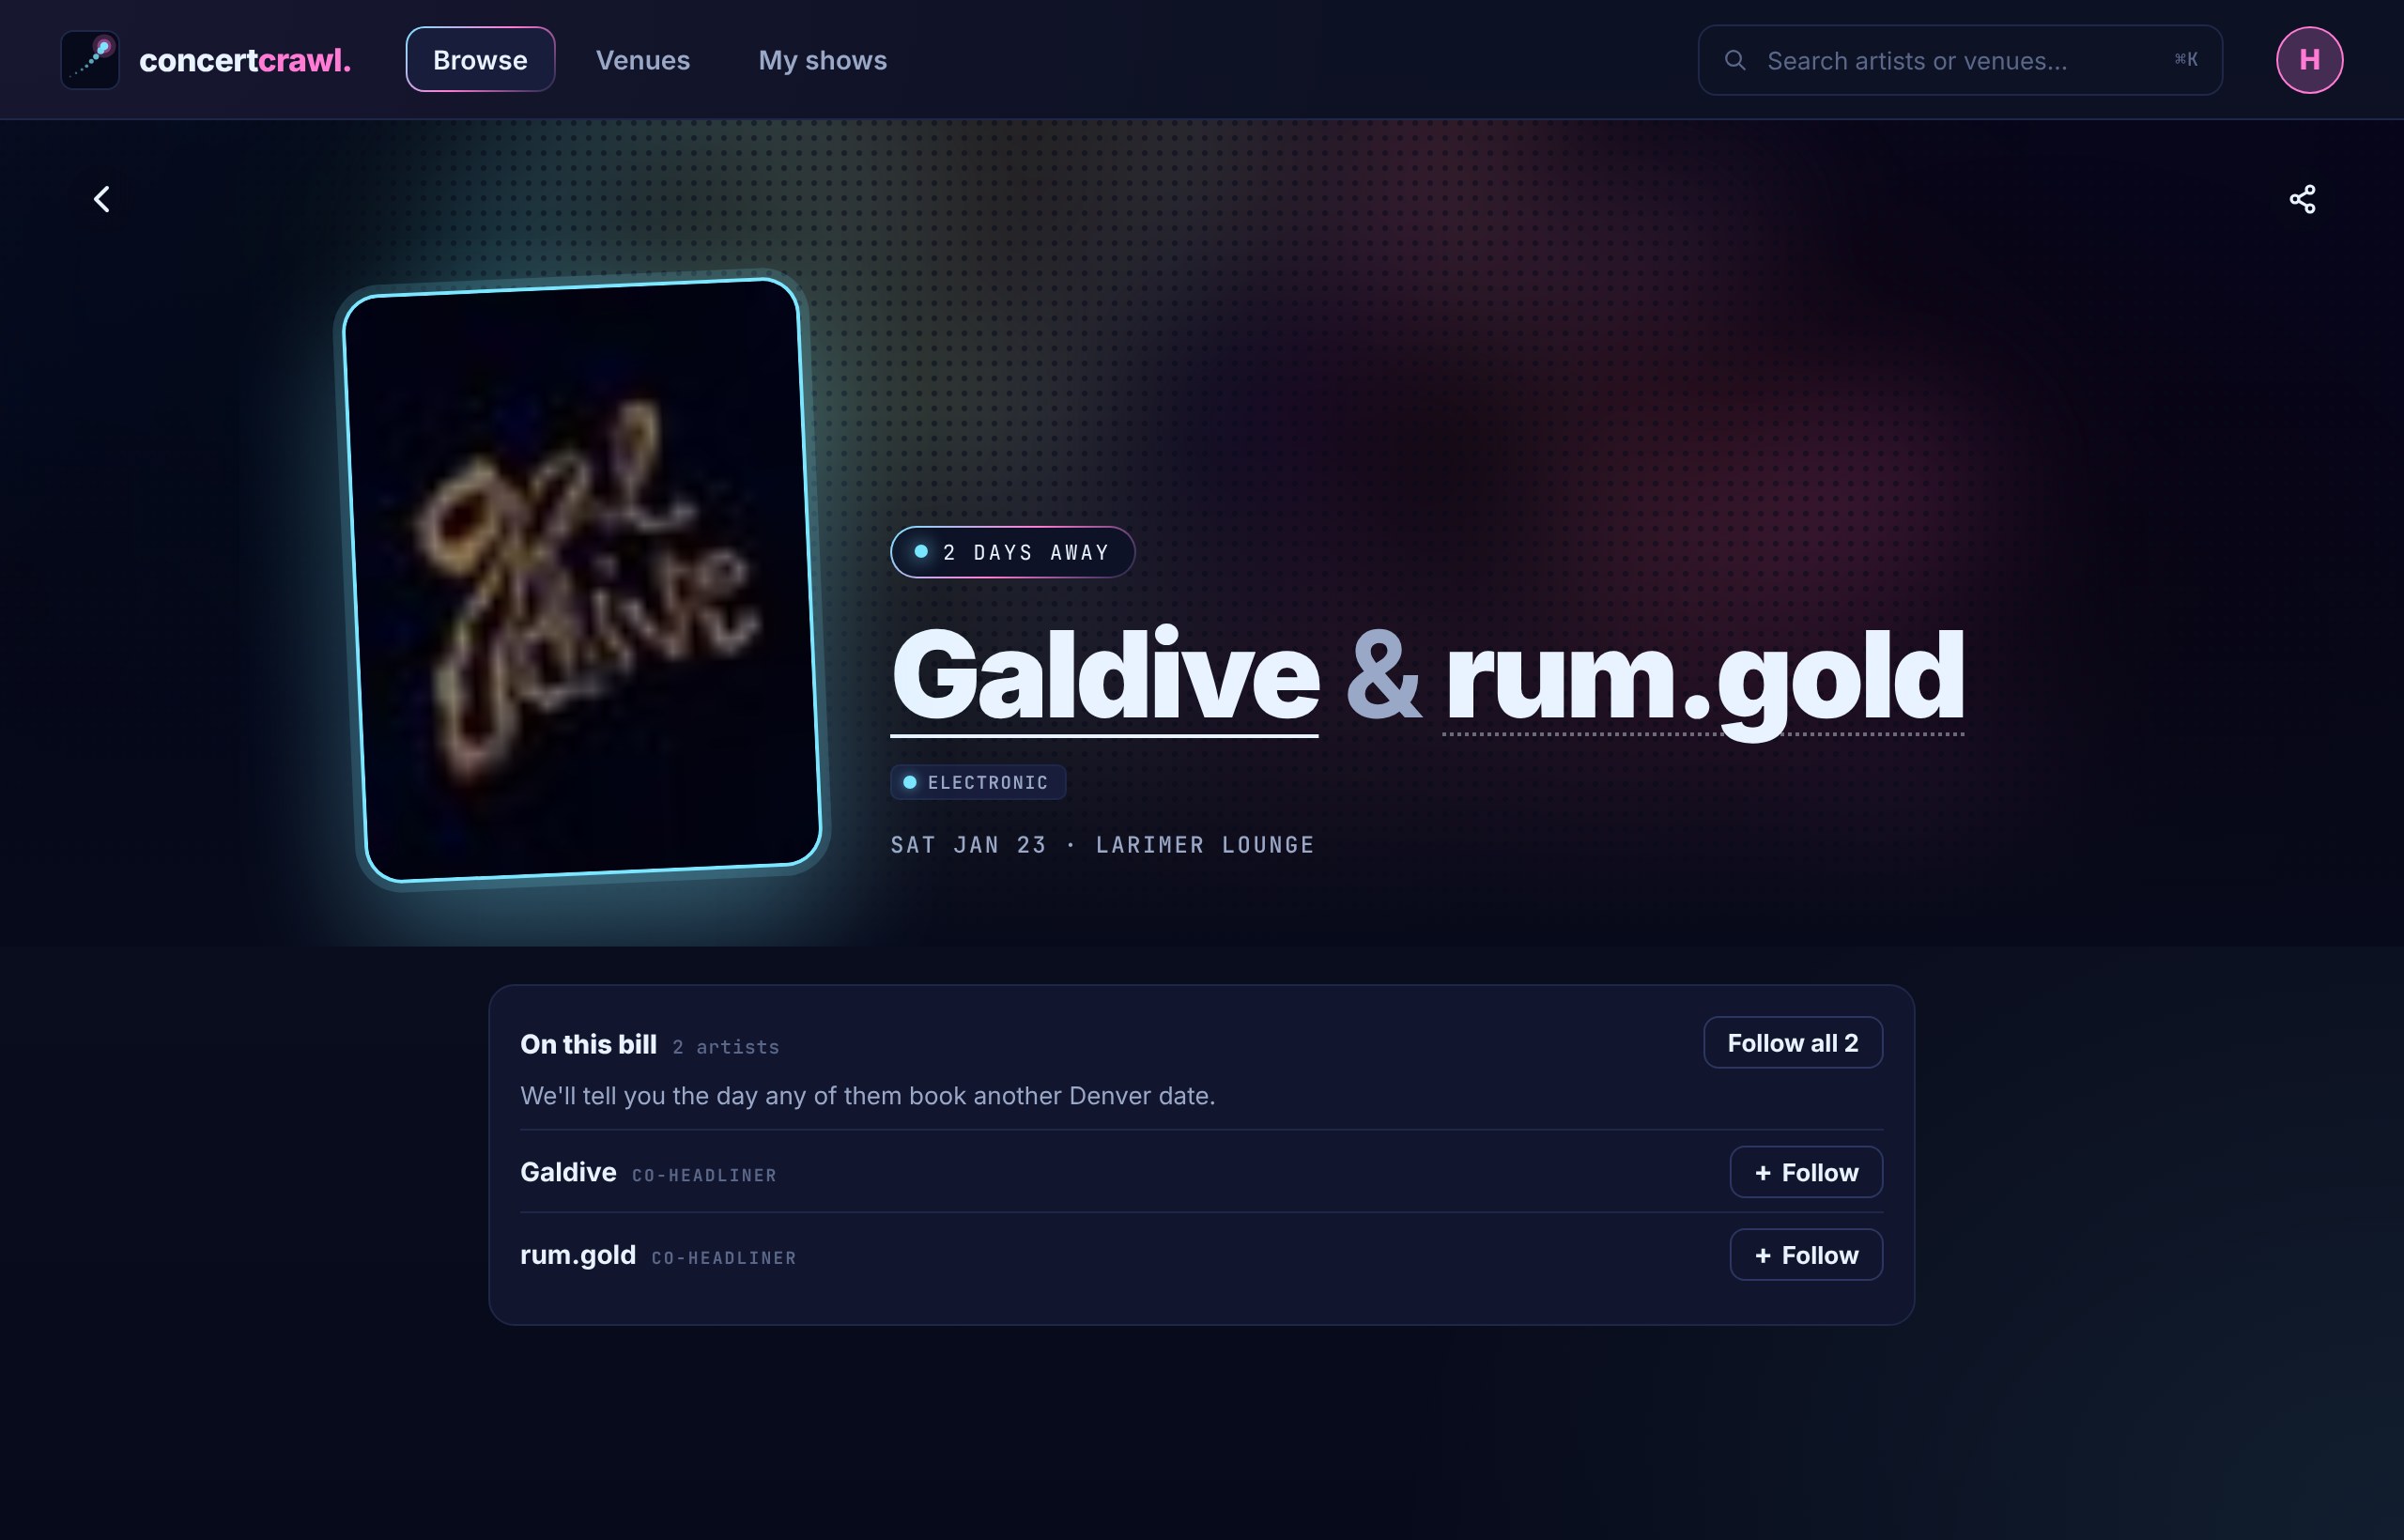 concertcrawl.
Browse
Venues
My shows
Search artists or venues...
⌘K
H
gal
dive
2 DAYS AWAY
Galdive & rum.gold
ELECTRONIC
SAT JAN 23 · LARIMER LOUNGE
On this bill 2 artists
Follow all 2
We'll tell you the day any of them book another Denver date.
Galdive CO-HEADLINER
+ Follow
rum.gold CO-HEADLINER
+ Follow